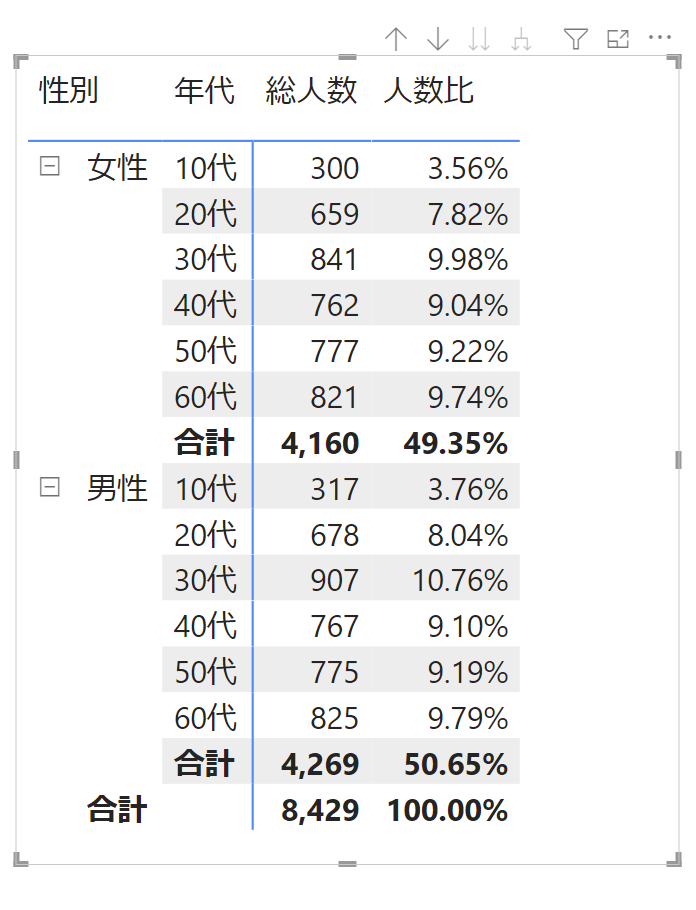 性別 年代 総人数 人数比
女性 10代 300 3.56%
20代 659 7.82%
30代 841 9.98%
40代 762 9.04%
50代 777 9.22%
60代 821 9.74%
合計 4,160 49.35%
男性 10代 317 3.76%
20代 678 8.04%
30代 907 10.76%
40代 767 9.10%
50代 775 9.19%
60代 825 9.79%
合計 4,269 50.65%
合計 8,429 100.00%